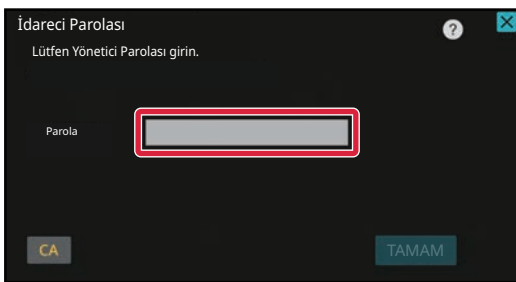 İdareci Parolası
?
Lütfen Yönetici Parolası girin.
Parola
CA
TAMAM